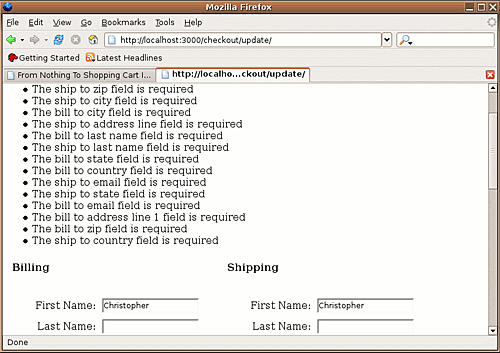 Mozilla Firefox
File Edit View Go Bookmarks Tools Help
http://localhost:3000/checkout/update/
Getting Started Latest Headlines
From Nothing To Shopping Cart I... http://localho...ckout/update/
• The ship to zip field is required
• The ship to city field is required
• The bill to city field is required
• The ship to address line field is required
• The bill to last name field is required
• The ship to last name field is required
• The bill to state field is required
• The bill to country field is required
• The ship to email field is required
• The ship to state field is required
• The bill to email field is required
• The bill to address line 1 field is required
• The bill to zip field is required
• The ship to country field is required
Billing Shipping
First Name: Christopher First Name: Christopher
Last Name: Last Name:
Done